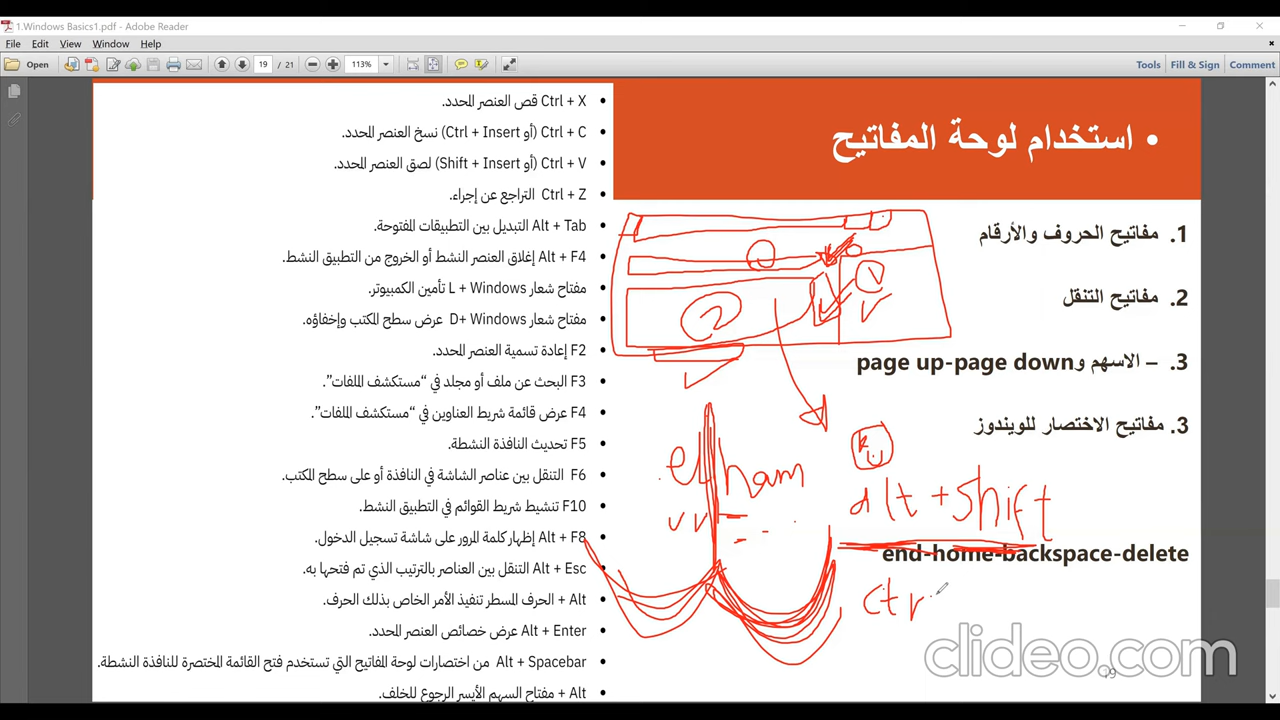 1.Windows Basics1.pdf - Adobe Reader
File Edit View Window Help
Open 19 / 21 113% Tools Fill & Sign Comment
• استخدام لوحة المفاتيح
1. مفاتيح الحروف والأرقام
2. مفاتيح التنقل
3. – الاسهم وpage up-page down
3. مفاتيح الاختصار للويندوز
alt + Shift
end-home-backspace-delete
ctr
elham
• Ctrl + X قص العنصر المحدد.
• Ctrl + C (أو Ctrl + Insert) نسخ العنصر المحدد.
• Ctrl + V (أو Shift + Insert) لصق العنصر المحدد.
• Ctrl + Z التراجع عن إجراء.
• Alt + Tab التبديل بين التطبيقات المفتوحة.
• Alt + F4 إغلاق العنصر النشط أو الخروج من التطبيق النشط.
• مفتاح شعار L + Windows تأمين الكمبيوتر.
• مفتاح شعار D+ Windows عرض سطح المكتب وإخفاؤه.
• F2 إعادة تسمية العنصر المحدد.
• F3 البحث عن ملف أو مجلد في “مستكشف الملفات”.
• F4 عرض قائمة شريط العناوين في “مستكشف الملفات”.
• F5 تحديث النافذة النشطة.
• F6 التنقل بين عناصر الشاشة في النافذة أو على سطح المكتب.
• F10 تنشيط شريط القوائم في التطبيق النشط.
• Alt + F8 إظهار كلمة المرور على شاشة تسجيل الدخول.
• Alt + Esc التنقل بين العناصر بالترتيب الذي تم فتحها به.
• Alt + الحرف المسطر تنفيذ الأمر الخاص بذلك الحرف.
• Alt + Enter عرض خصائص العنصر المحدد.
• Alt + Spacebar من اختصارات لوحة المفاتيح التي تستخدم فتح القائمة المختصرة للنافذة النشطة.
• Alt + مفتاح السهم الأيسر الرجوع للخلف.
clideo.com
19